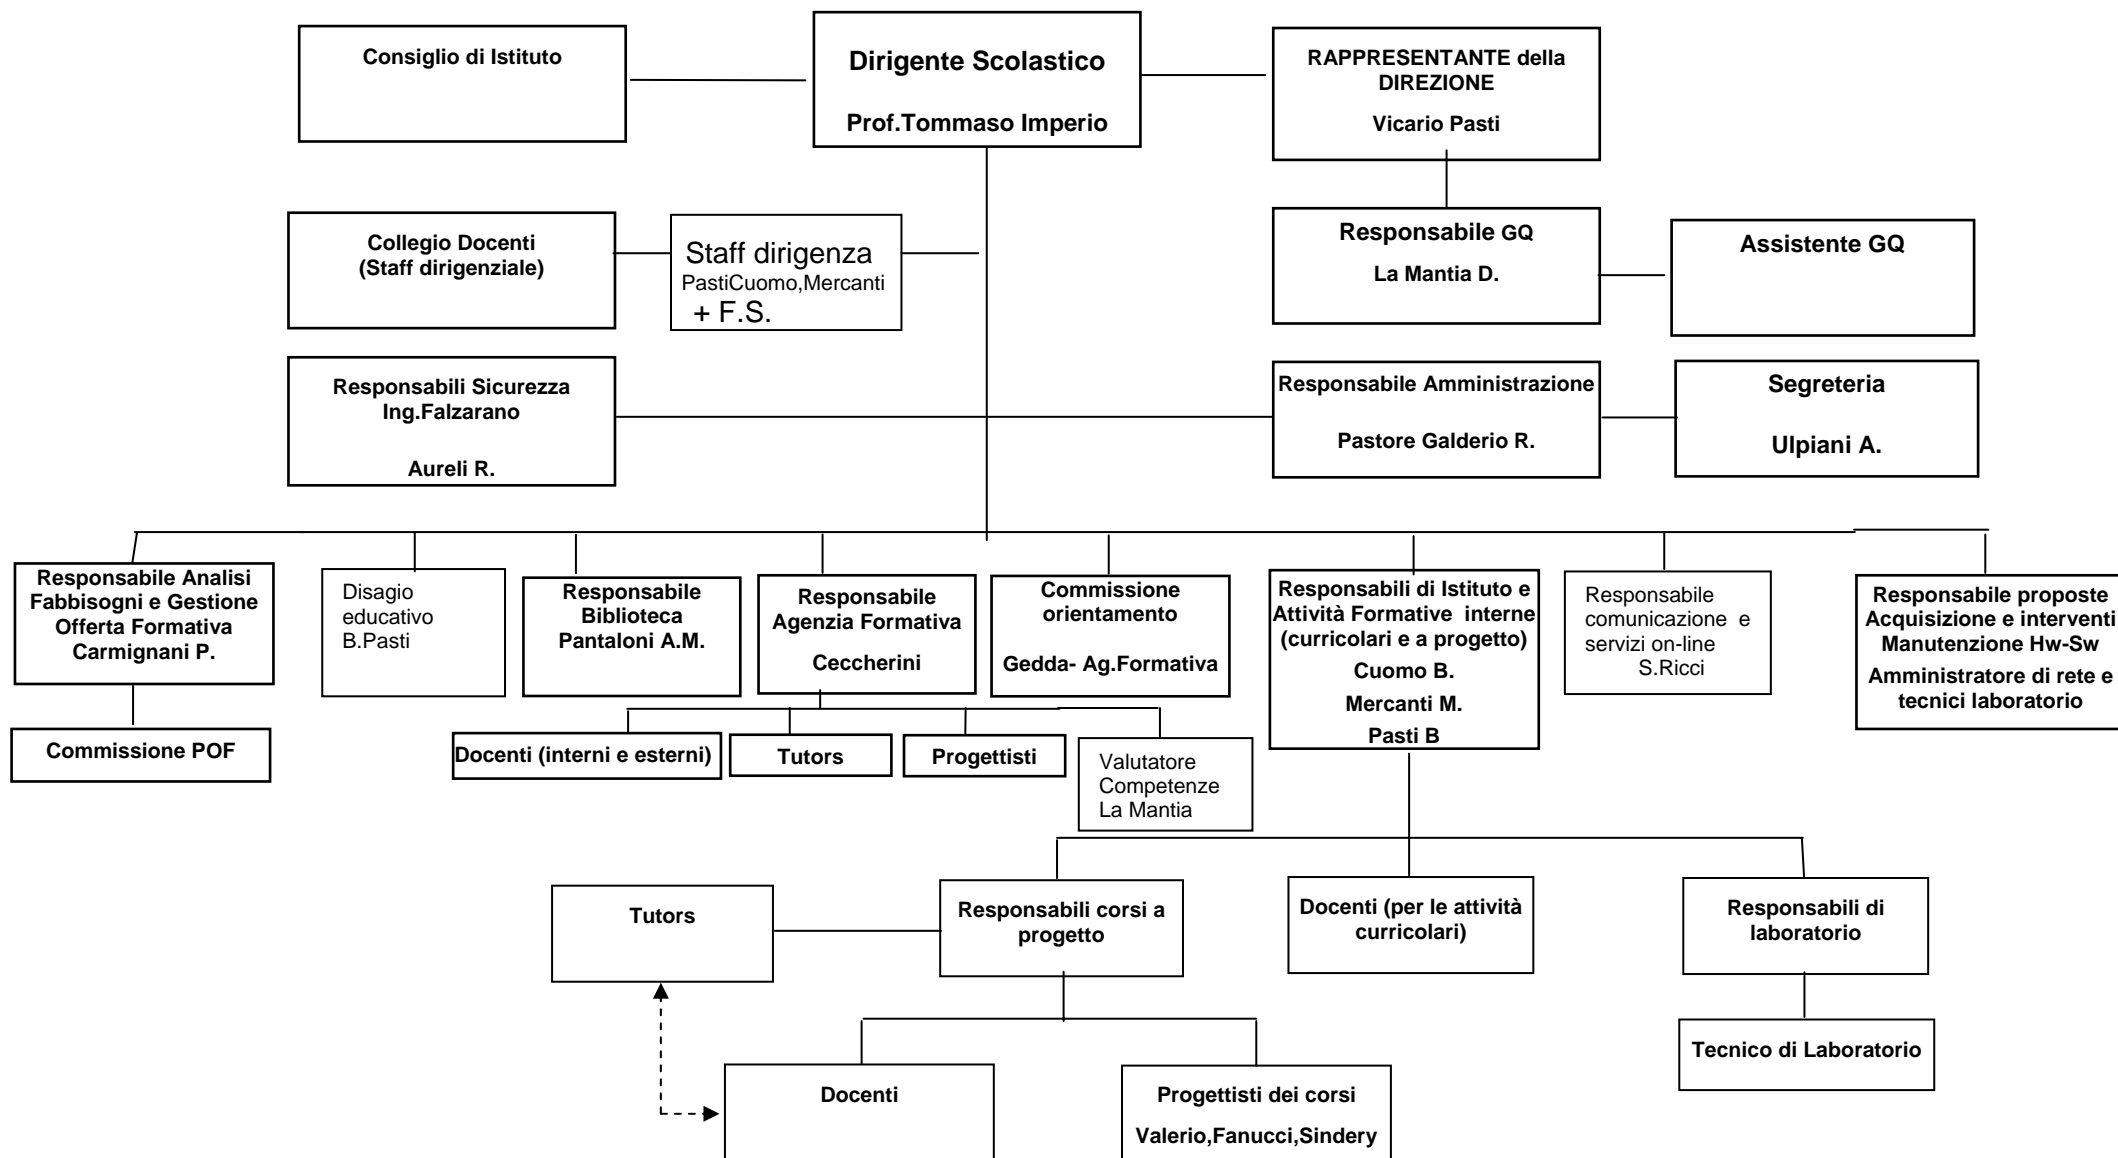 Consiglio di Istituto
Dirigente Scolastico
Prof.Tommaso Imperio
RAPPRESENTANTE della
DIREZIONE
Vicario Pasti
Collegio Docenti
(Staff dirigenziale)
Staff dirigenza
PastiCuomo,Mercanti
+ F.S.
Responsabile GQ
La Mantia D.
Assistente GQ
Responsabili Sicurezza
Ing.Falzarano
Aureli R.
Responsabile Amministrazione
Pastore Galderio R.
Segreteria
Ulpiani A.
Responsabile Analisi
Fabbisogni e Gestione
Offerta Formativa
Carmignani P.
Disagio
educativo
B.Pasti
Responsabile
Biblioteca
Pantaloni A.M.
Responsabile
Agenzia Formativa
Ceccherini
Commissione
orientamento
Gedda- Ag.Formativa
Responsabili di Istituto e
Attività Formative interne
(curricolari e a progetto)
Cuomo B.
Mercanti M.
Pasti B
Responsabile
comunicazione e
servizi on-line
S.Ricci
Responsabile proposte
Acquisizione e interventi
Manutenzione Hw-Sw
Amministratore di rete e
tecnici laboratorio
Commissione POF
Docenti (interni e esterni)
Tutors
Progettisti
Valutatore
Competenze
La Mantia
Tutors
Responsabili corsi a
progetto
Docenti (per le attività
curricolari)
Responsabili di
laboratorio
Tecnico di Laboratorio
Docenti
Progettisti dei corsi
Valerio,Fanucci,Sindery